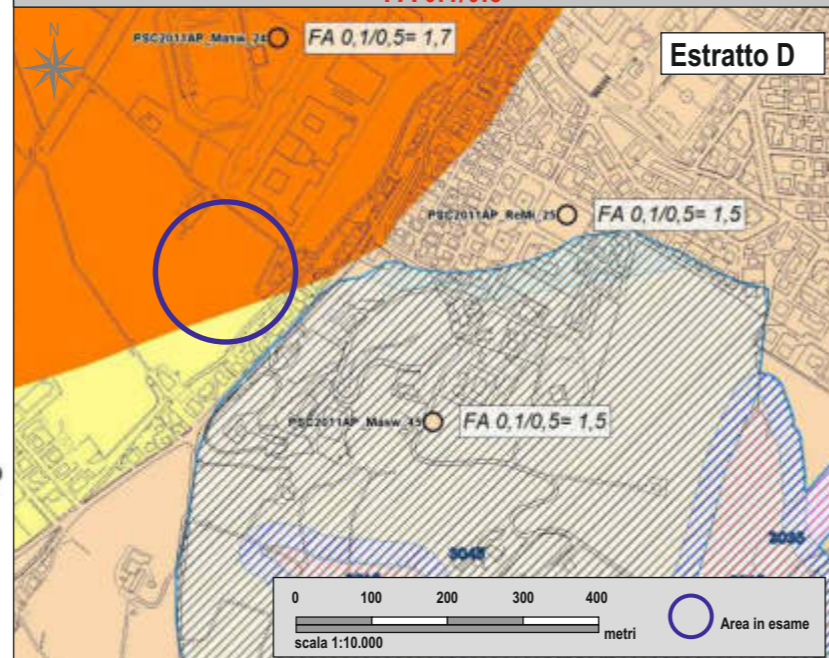 N
PSC2011AP_Masw_24
FA 0,1/0,5= 1,7
Estratto D
PSC2011AP_ReMi_25
FA 0,1/0,5= 1,5
PSC2011AP_Masw_45
FA 0,1/0,5= 1,5
3045
2035
0 100 200 300 400
metri
scala 1:10.000
Area in esame